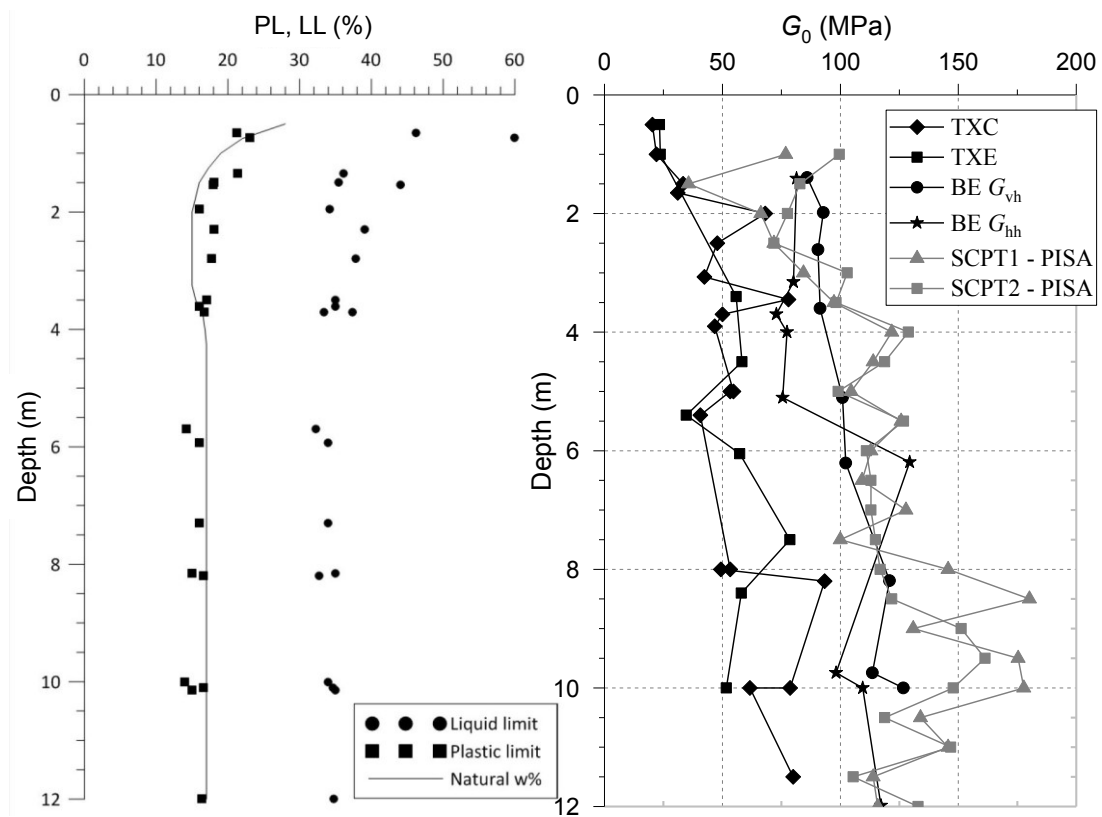 PL, LL (%)
0 10 20 30 40 50 60
0
2
4
6
8
10
12
Depth (m)
Liquid limit
Plastic limit
Natural w%
G0 (MPa)
0 50 100 150 200
0
2
4
6
8
10
12
Depth (m)
TXC
TXE
BE Gvh
BE Ghh
SCPT1 - PISA
SCPT2 - PISA